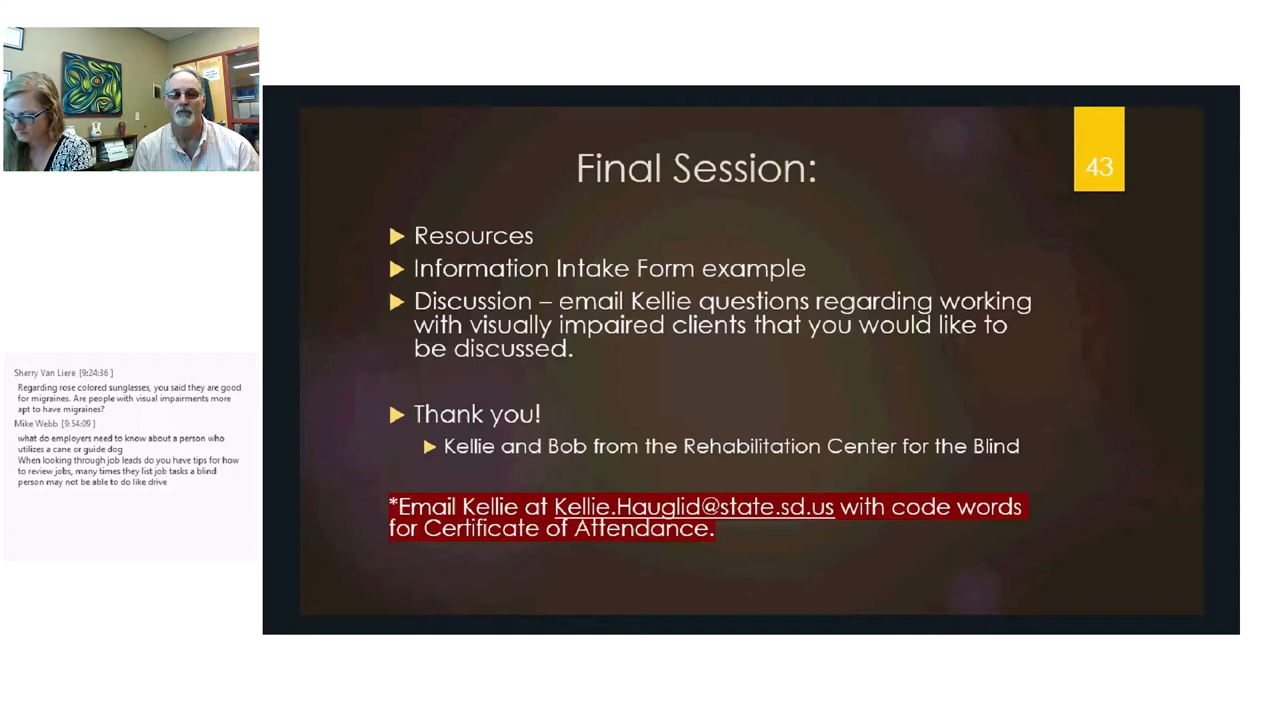 Final Session:
43
Resources
Information Intake Form example
Discussion – email Kellie questions regarding working
with visually impaired clients that you would like to
be discussed.
Thank you!
Kellie and Bob from the Rehabilitation Center for the Blind
*Email Kellie at Kellie.Hauglid@state.sd.us with code words
for Certificate of Attendance.
Sherry Van Liere [9:24:36 ]
Regarding rose colored sunglasses, you said they are good
for migraines. Are people with visual impairments more
apt to have migraines?
Mike Webb [9:54:09 ]
what do employers need to know about a person who
utilizes a cane or guide dog
When looking through job leads do you have tips for how
to review jobs, many times they list job tasks a blind
person may not be able to do like drive